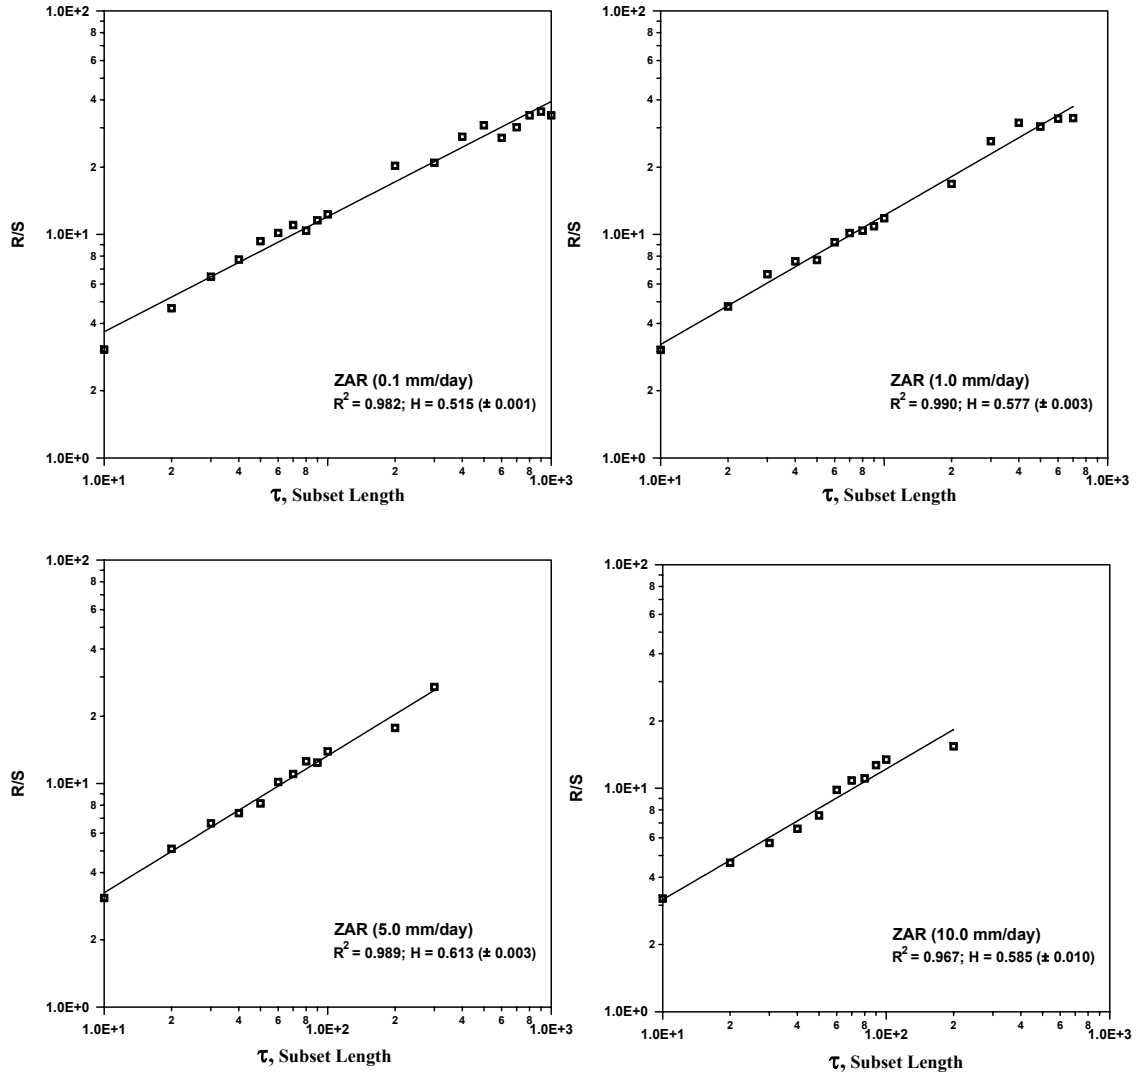 1.0E+2
8
6
4
2
1.0E+1
8
6
4
2
1.0E+0
R/S
ZAR (0.1 mm/day)
R2 = 0.982; H = 0.515 (± 0.001)
1.0E+1 2 4 6 8 2 4 6 8 1.0E+3
τ, Subset Length
1.0E+2
8
6
4
2
1.0E+1
8
6
4
2
1.0E+0
R/S
ZAR (1.0 mm/day)
R2 = 0.990; H = 0.577 (± 0.003)
1.0E+1 2 4 6 8 2 4 6 8 1.0E+3
τ, Subset Length
1.0E+2
8
6
4
2
1.0E+1
8
6
4
2
1.0E+0
R/S
ZAR (5.0 mm/day)
R2 = 0.989; H = 0.613 (± 0.003)
1.0E+1 2 4 6 8 1.0E+2 2 4 6 8 1.0E+3
τ, Subset Length
1.0E+2
8
6
4
2
1.0E+1
8
6
4
2
1.0E+0
R/S
ZAR (10.0 mm/day)
R2 = 0.967; H = 0.585 (± 0.010)
1.0E+1 2 4 6 8 1.0E+2 2 4 6 8 1.0E+3
τ, Subset Length